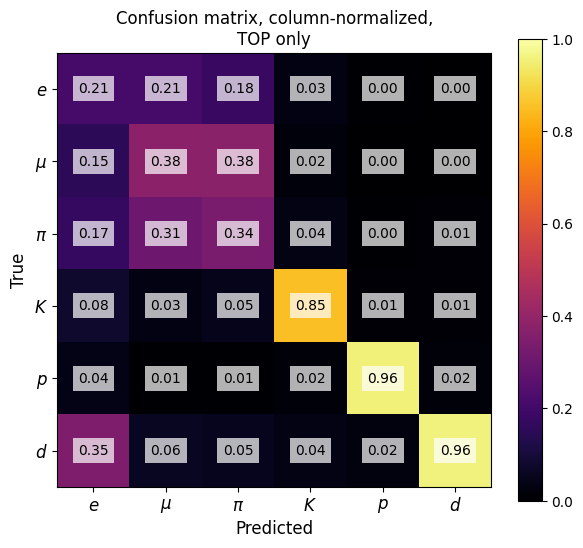 Confusion matrix, column-normalized,
TOP only
True
e 0.21 0.21 0.18 0.03 0.00 0.00
μ 0.15 0.38 0.38 0.02 0.00 0.00
π 0.17 0.31 0.34 0.04 0.00 0.01
K 0.08 0.03 0.05 0.85 0.01 0.01
p 0.04 0.01 0.01 0.02 0.96 0.02
d 0.35 0.06 0.05 0.04 0.02 0.96
e μ π K p d
Predicted
1.0
0.8
0.6
0.4
0.2
0.0